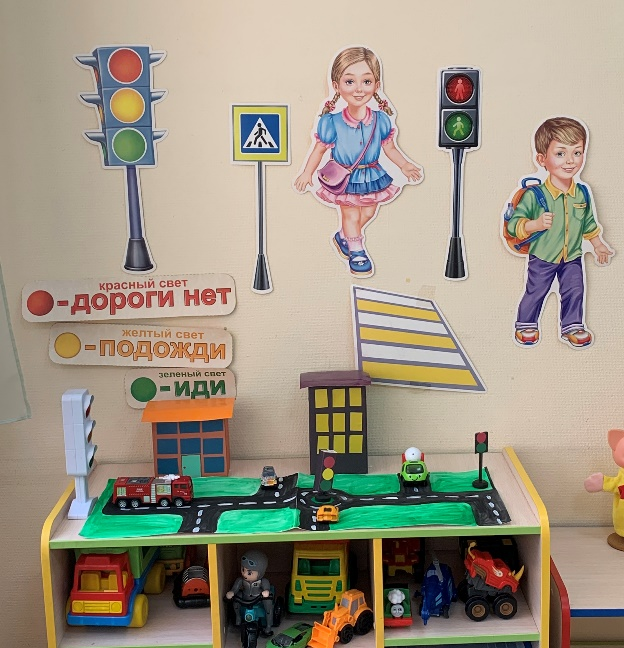 красный свет
-дороги нет
желтый свет
-подожди
зеленый свет
-иди